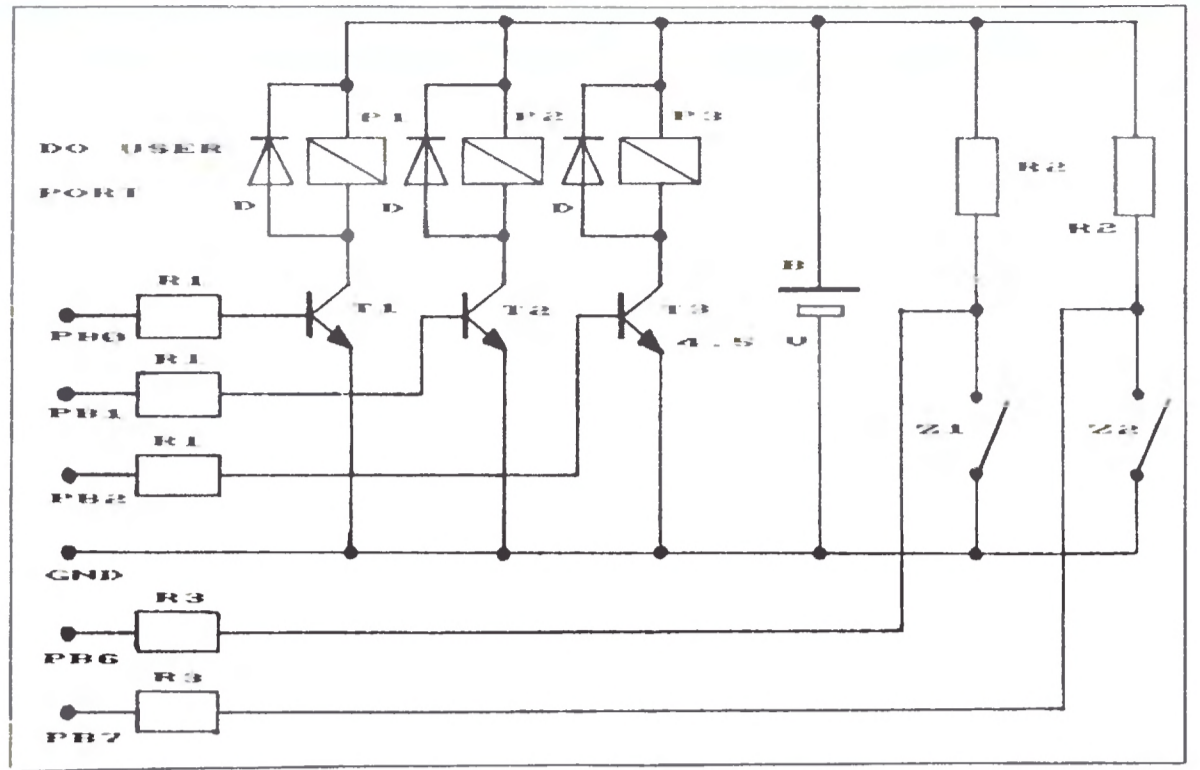 P1
P2
P3
DO USER
PORT
D
D
D
R2
R2
B
R1
T1
T2
T3
4.5 V
PB0
R1
PB1
Z1
Z2
R1
PB2
GND
R3
PB6
R3
PB7